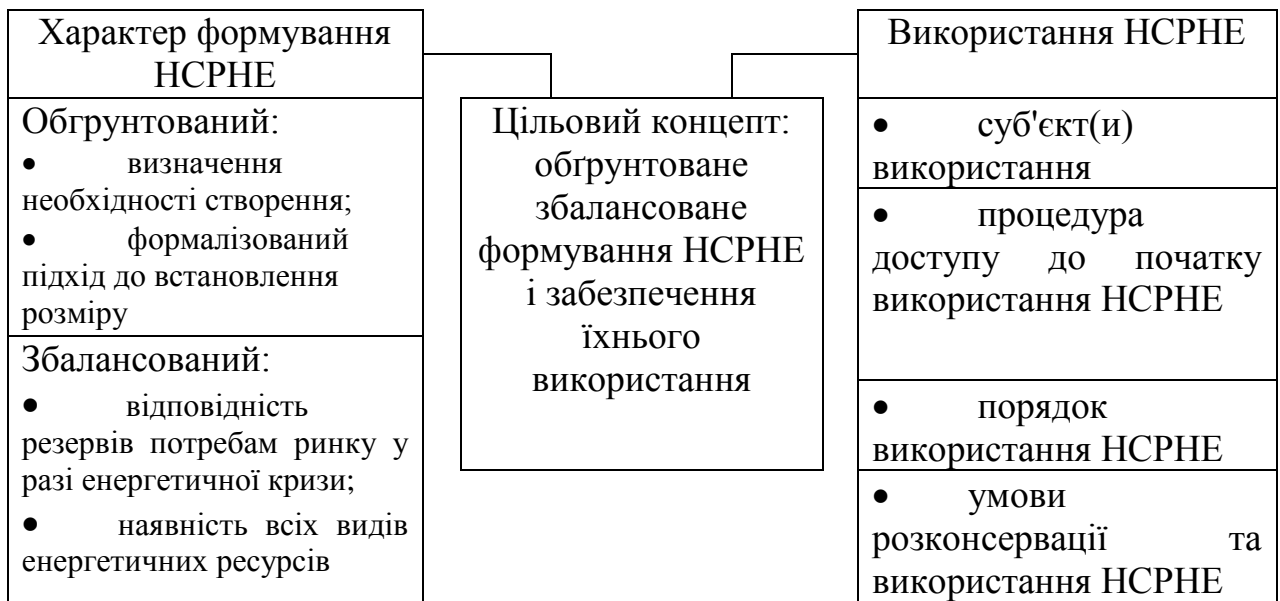 Характер формування
НСРНЕ
Обгрунтований:
• визначення
необхідності створення;
• формалізований
підхід до встановлення
розміру
Збалансований:
• відповідність
резервів потребам ринку у
разі енергетичної кризи;
• наявність всіх видів
енергетичних ресурсів
Цільовий концепт:
обґрунтоване
збалансоване
формування НСРНЕ
і забезпечення
їхнього
використання
Використання НСРНЕ
• суб'єкт(и)
використання
• процедура
доступу до початку
використання НСРНЕ
• порядок
використання НСРНЕ
• умови
розконсервації та
використання НСРНЕ